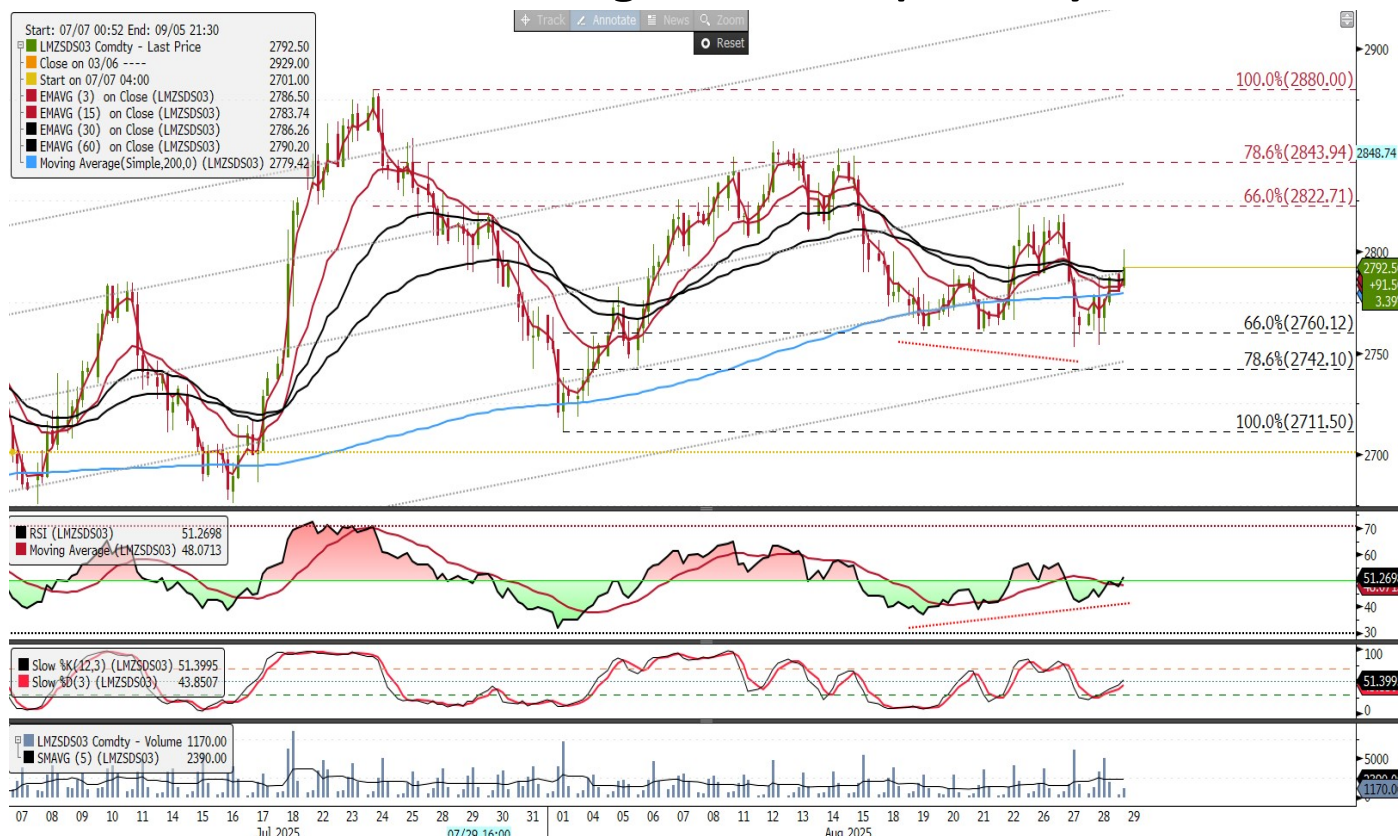 Track Annotate News Zoom
Reset
Start: 07/07 00:52 End: 09/05 21:30
LMZSDS03 Comdty - Last Price 2792.50
Close on 03/06 ---- 2929.00
Start on 07/07 04:00 2701.00
EMAVG (3) on Close (LMZSDS03) 2786.50
EMAVG (15) on Close (LMZSDS03) 2783.74
EMAVG (30) on Close (LMZSDS03) 2786.26
EMAVG (60) on Close (LMZSDS03) 2790.20
Moving Average(Simple,200,0) (LMZSDS03) 2779.42
2900
100.0%(2880.00)
78.6%(2843.94) 2848.74
66.0%(2822.71)
2800
2792.50
+91.50
3.39
66.0%(2760.12)
2750
78.6%(2742.10)
100.0%(2711.50)
2700
RSI (LMZSDS03) 51.2698
Moving Average (LMZSDS03) 48.0713
70
60
51.2698
48.0713
40
30
Slow %K(12,3) (LMZSDS03) 51.3995
Slow %D(3) (LMZSDS03) 43.8507
100
51.399
0
LMZSDS03 Comdty - Volume 1170.00
SMAVG (5) (LMZSDS03) 2390.00
5000
1170.00
0
07 08 09 10 11 14 15 16 17 18 22 23 24 25 28 29 30 31 01 04 05 06 07 08 11 12 13 14 15 18 19 20 21 22 26 27 28 29
Jul 2025 07/29 16:00 Aug 2025